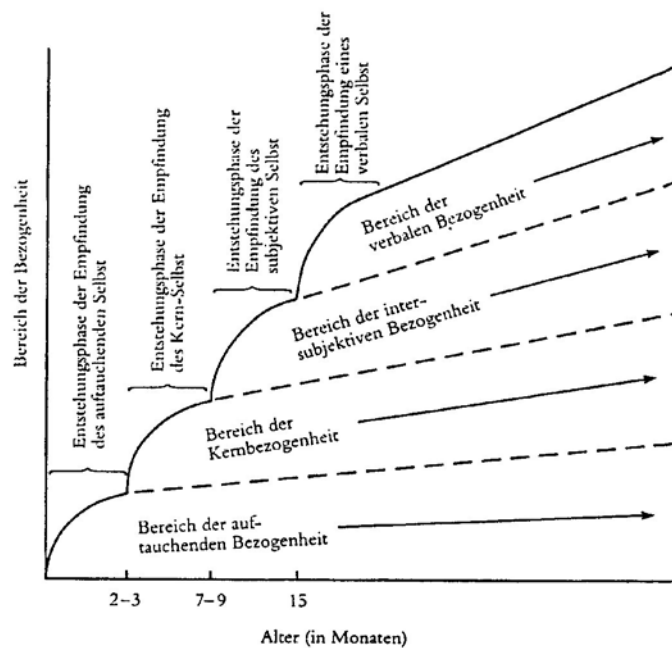 Bereich der Bezogenheit
Entstehungsphase der Empfindung
des auftauchenden Selbst
Entstehungsphase der Empfindung
des Kern-Selbst
Entstehungsphase der
Empfindung des
subjektiven Selbst
Entstehungsphase der
Empfindung eines
verbalen Selbst
Bereich der
verbalen Bezogenheit
Bereich der inter-
subjektiven Bezogenheit
Bereich der
Kernbezogenheit
Bereich der auf-
tauchenden Bezogenheit
2–3 7–9 15
Alter (in Monaten)